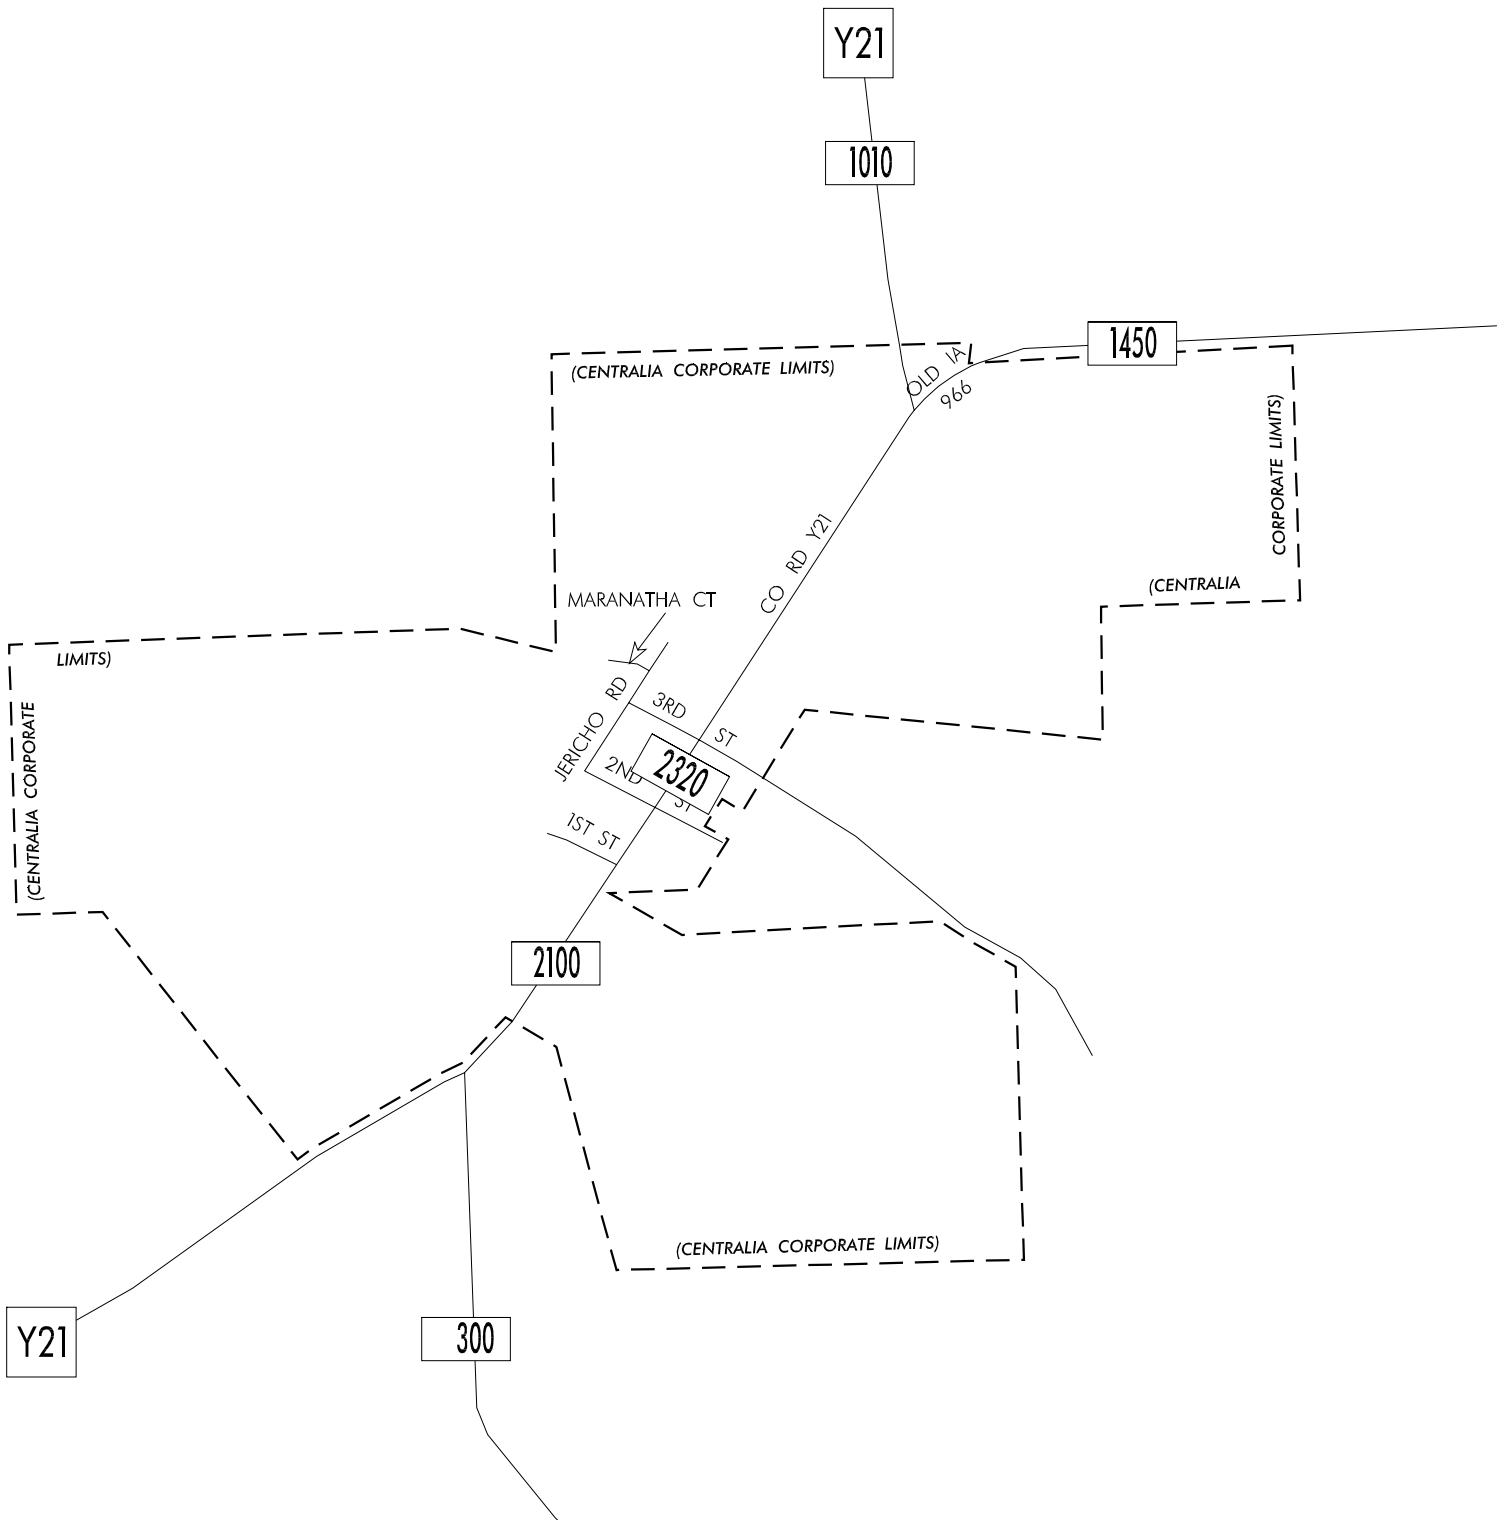 Y21
1010
1450
(CENTRALIA CORPORATE LIMITS)
OLD IA
966
CORPORATE LIMITS)
CO RD Y21
(CENTRALIA
MARANATHA CT
LIMITS)
(CENTRALIA CORPORATE
JERICHO RD
3RD ST
2320
2ND ST
1ST ST
2100
(CENTRALIA CORPORATE LIMITS)
Y21
300